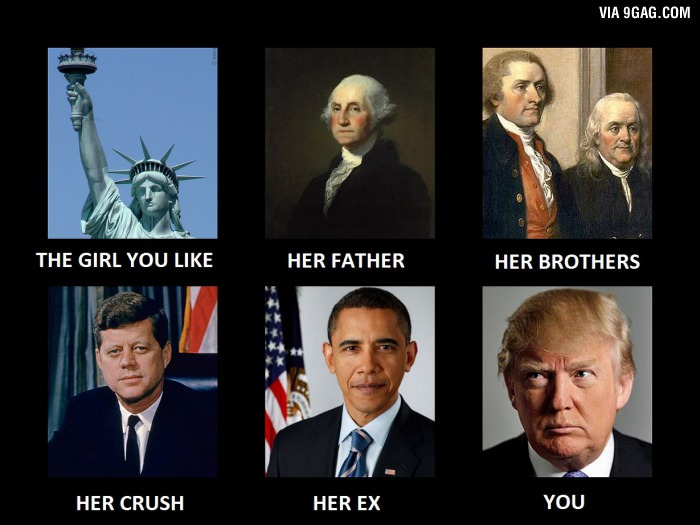 VIA 9GAG.COM
THE GIRL YOU LIKE
HER FATHER
HER BROTHERS
HER CRUSH
HER EX
YOU